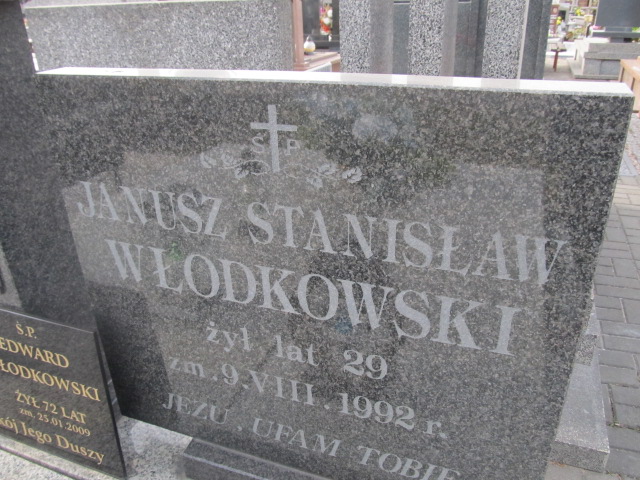 Ś P
JANUSZ STANISŁAW
WŁODKOWSKI
żył lat 29
zm. 9.VIII.1992 r.
JEZU UFAM TOBIE
Ś.P.
EDWARD
ŁODKOWSKI
ŻYŁ 72 LAT
zm. 25.01.2009
kój Jego Duszy